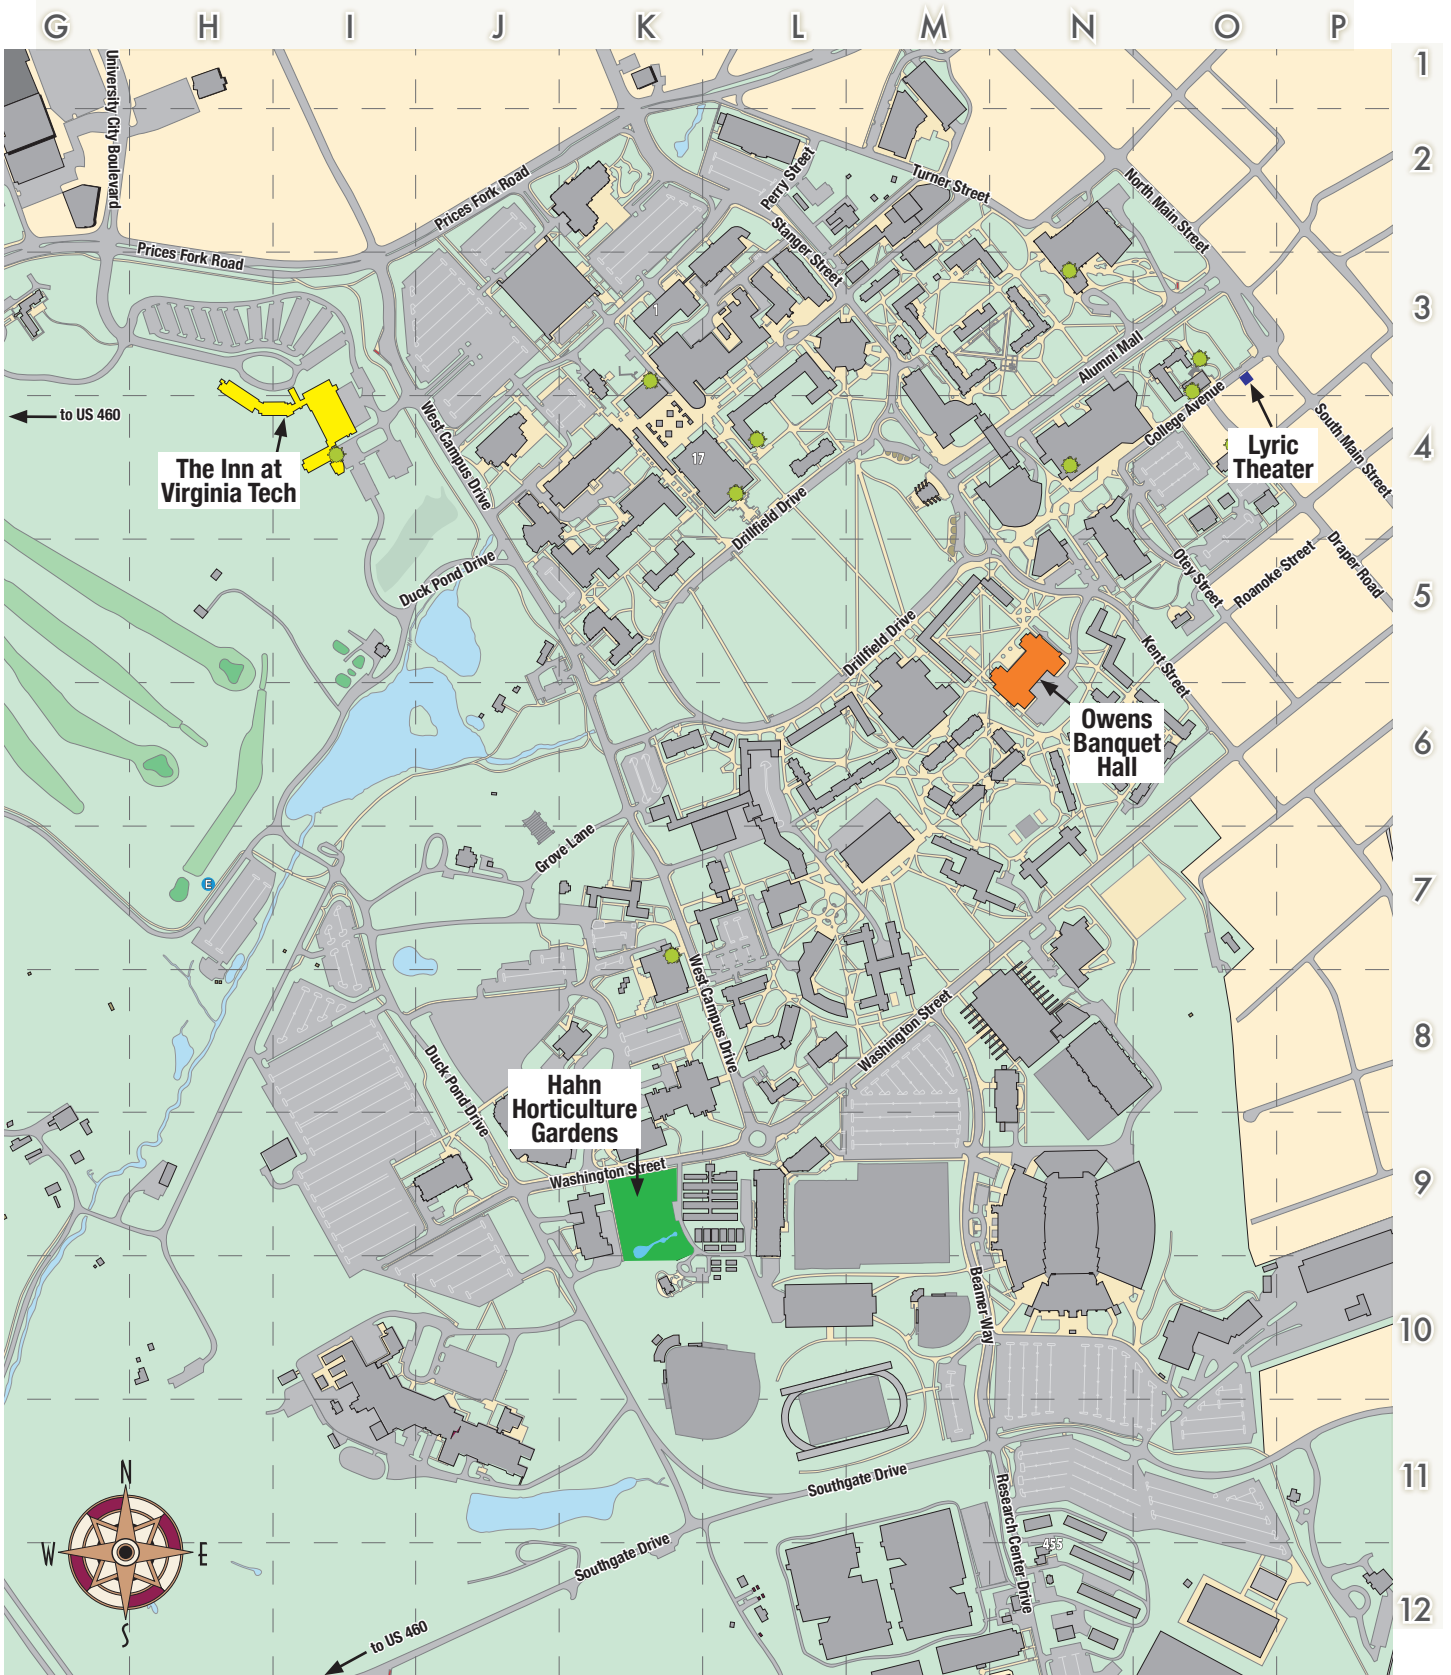 G H I J K L M N O P
1
2
3
4
5
6
7
8
9
10
11
12
University City Boulevard
Prices Fork Road
Prices Fork Road
Perry Street
Turner Street
North Main Street
Stanger Street
1
Alumni Mall
College Avenue
to US 460
West Campus Drive
South Main Street
The Inn at
Virginia Tech
17
Lyric
Theater
Drillfield Drive
Duck Pond Drive
Otey Street
Roanoke Street
Draper Road
Drillfield Drive
Kent Street
Owens
Banquet
Hall
Grove Lane
E
West Campus Drive
Washington Street
Duck Pond Drive
Hahn
Horticulture
Gardens
Washington Street
Beamer Way
Southgate Drive
Research Center Drive
455
Southgate Drive
to US 460
N
W E
S